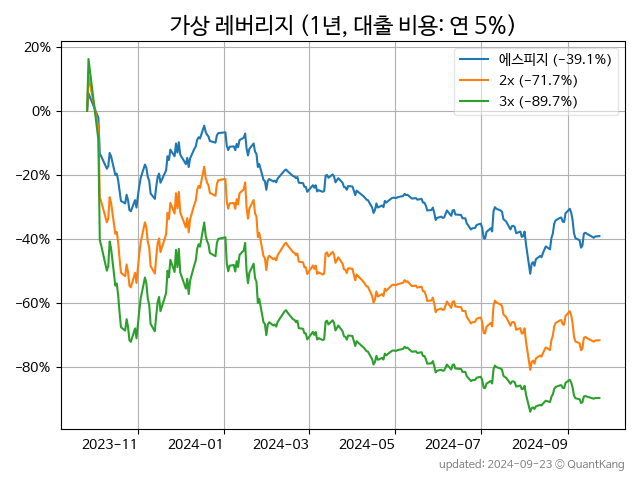 가상 레버리지 (1년, 대출 비용: 연 5%)
에스피지 (-39.1%)
2x (-71.7%)
3x (-89.7%)
20%
0%
-20%
-40%
-60%
-80%
2023-11 2024-01 2024-03 2024-05 2024-07 2024-09
updated: 2024-09-23 © QuantKang